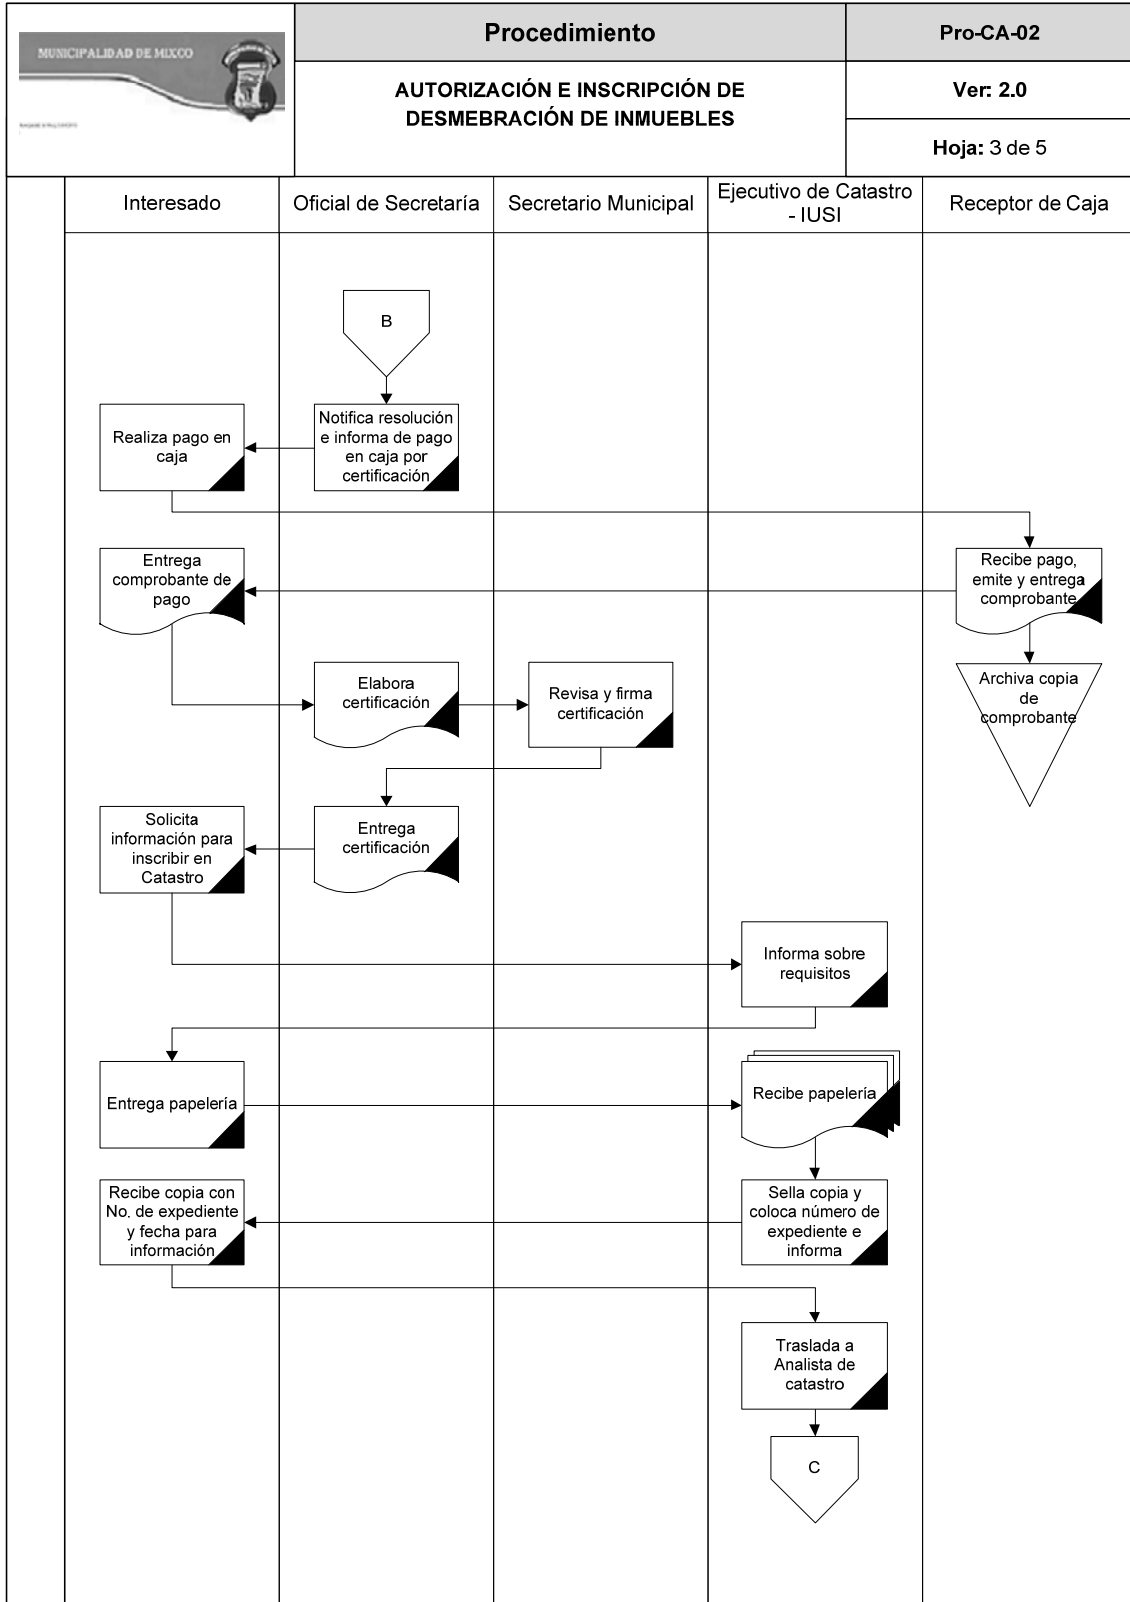 MUNICIPALIDAD DE MIXCO
Procedimiento
Pro-CA-02
AUTORIZACIÓN E INSCRIPCIÓN DE
DESMEBRACIÓN DE INMUEBLES
Ver: 2.0
Hoja: 3 de 5
Interesado
Oficial de Secretaría
Secretario Municipal
Ejecutivo de Catastro
- IUSI
Receptor de Caja
B
Notifica resolución
e informa de pago
en caja por
certificación
Realiza pago en
caja
Entrega
comprobante de
pago
Recibe pago,
emite y entrega
comprobante
Archiva copia
de
comprobante
Elabora
certificación
Revisa y firma
certificación
Entrega
certificación
Solicita
información para
inscribir en
Catastro
Informa sobre
requisitos
Entrega papelería
Recibe papelería
Sella copia y
coloca número de
expediente e
informa
Recibe copia con
No. de expediente
y fecha para
información
Traslada a
Analista de
catastro
C